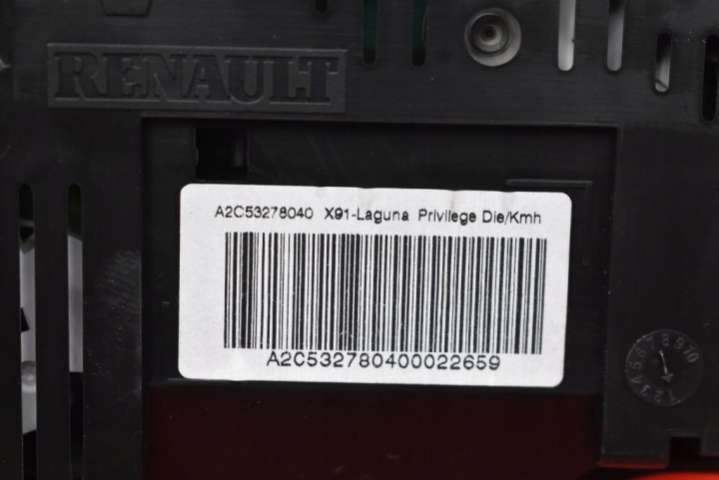 RENAULT
A2C53278040 X91-Laguna Privilege Die/Kmh
A2C532780400022659